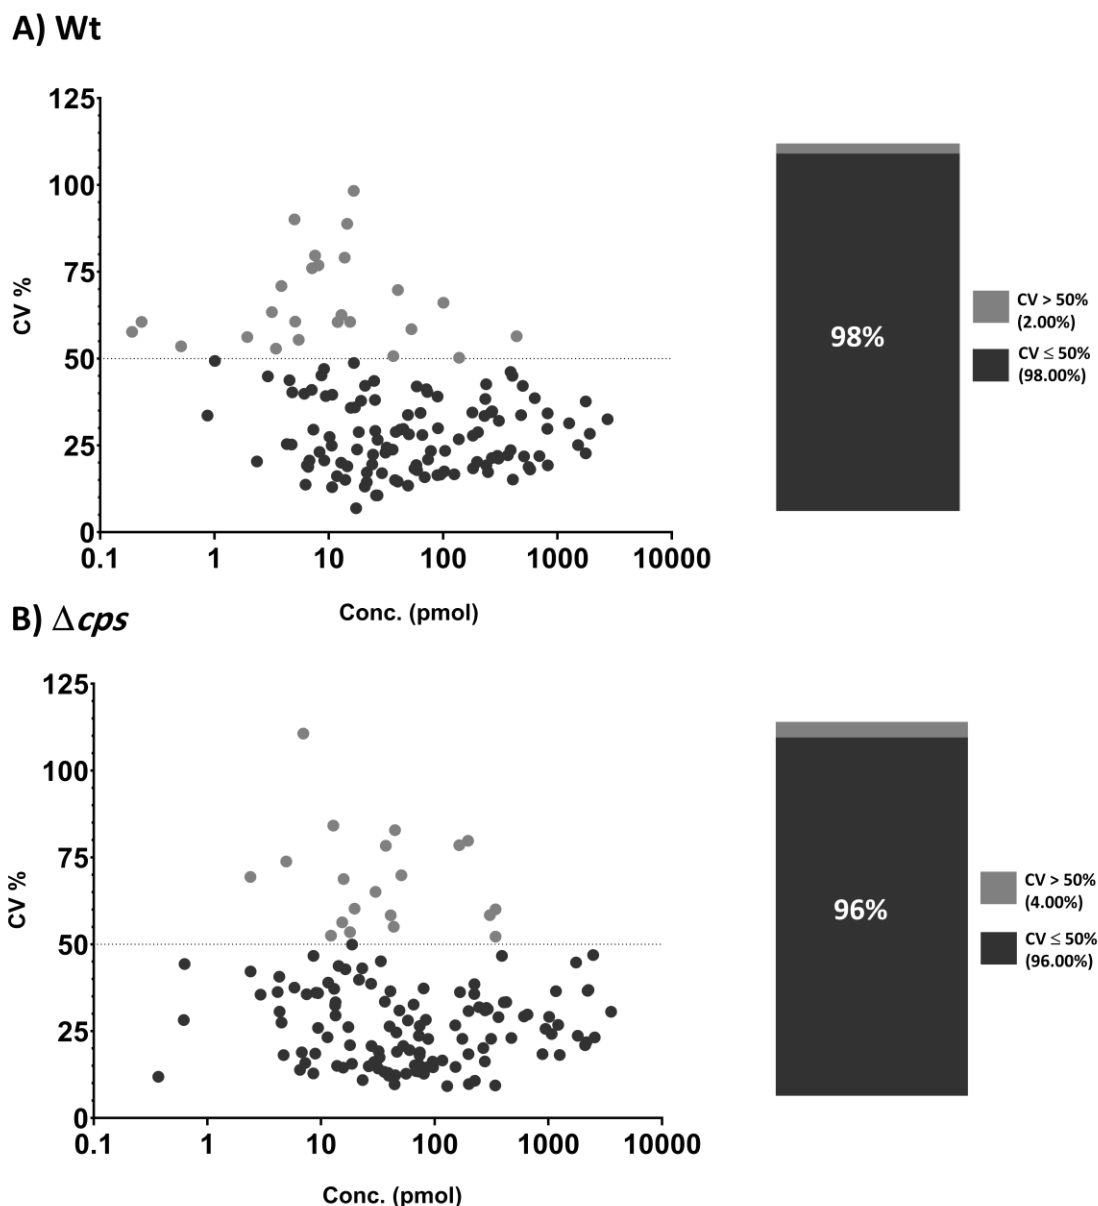 A) Wt
125
100
75
50
25
0
CV %
0.1 1 10 100 1000 10000
Conc. (pmol)
98%
CV > 50%
(2.00%)
CV ≤ 50%
(98.00%)
B) Δcps
125
100
75
50
25
0
CV %
0.1 1 10 100 1000 10000
Conc. (pmol)
96%
CV > 50%
(4.00%)
CV ≤ 50%
(96.00%)